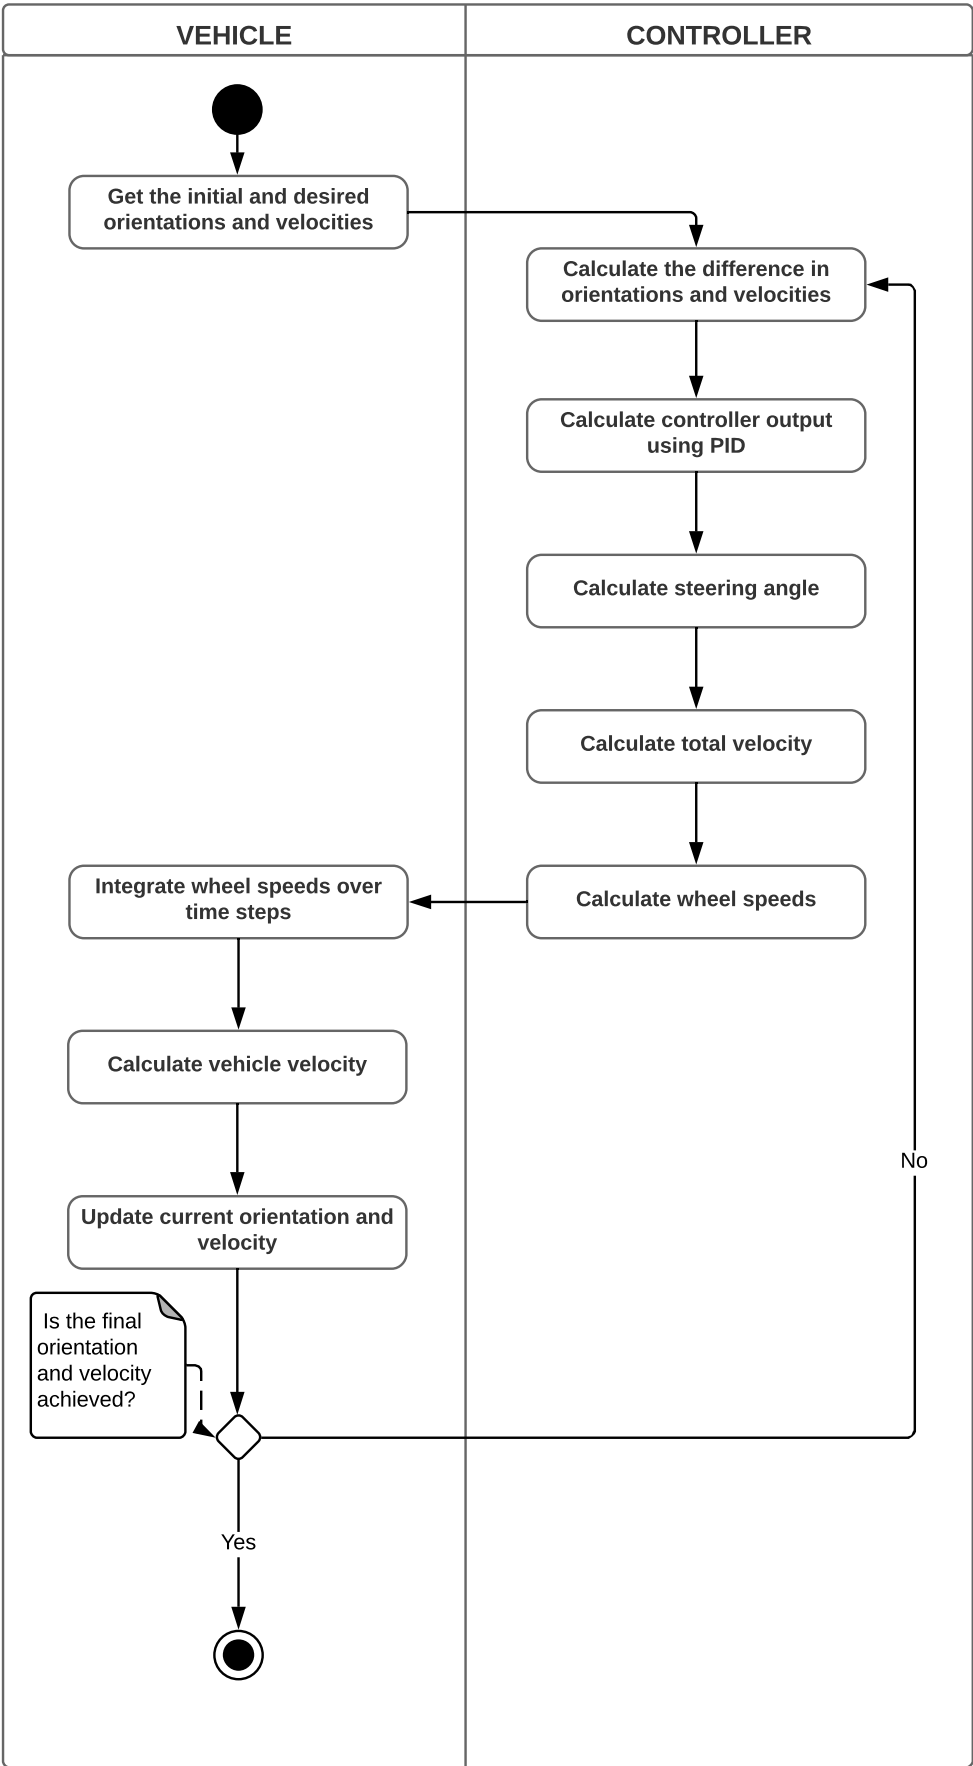 VEHICLE
CONTROLLER
Get the initial and desired
orientations and velocities
Calculate the difference in
orientations and velocities
Calculate controller output
using PID
Calculate steering angle
Calculate total velocity
Calculate wheel speeds
Integrate wheel speeds over
time steps
Calculate vehicle velocity
Update current orientation and
velocity
Is the final
orientation
and velocity
achieved?
No
Yes